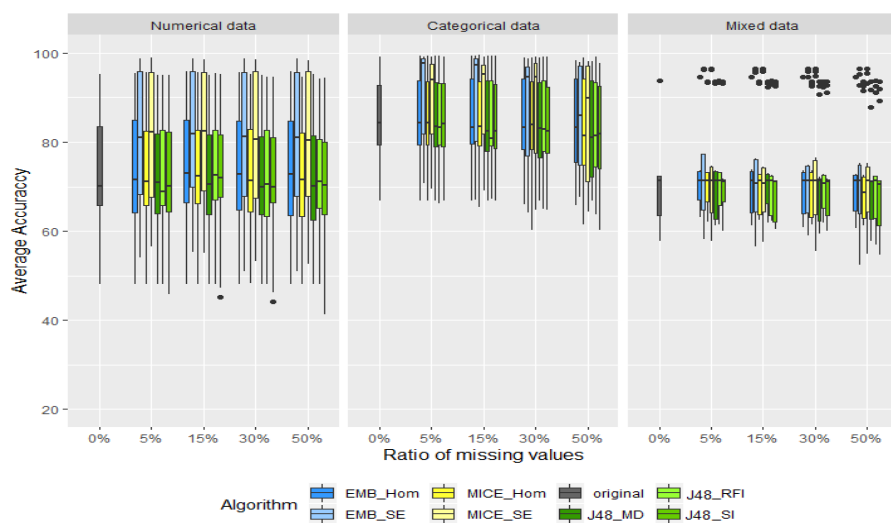 Numerical data Categorical data Mixed data
100
80
60
40
20
Average Accuraccy
0% 5% 15% 30% 50% 0% 5% 15% 30% 50% 0% 5% 15% 30% 50%
Ratio of missing values
Algorithm
EMB_Hom MICE_Hom original J48_RFI
EMB_SE MICE_SE J48_MD J48_SI